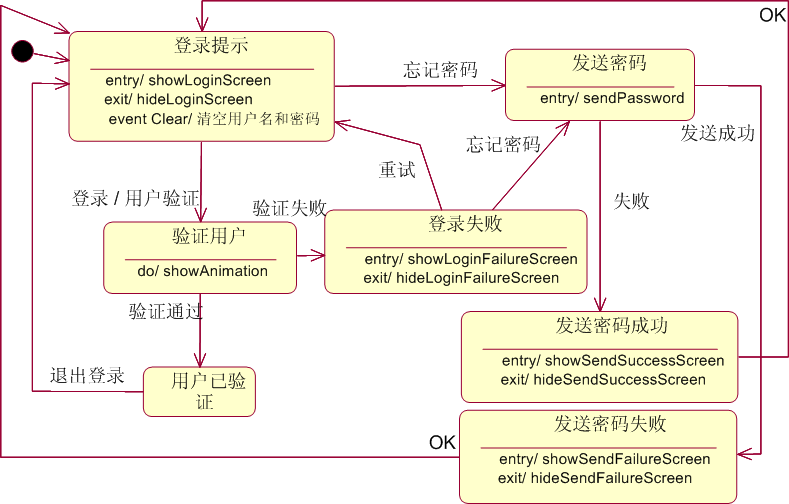 OK
登录提示
entry/ showLoginScreen
exit/ hideLoginScreen
event Clear/ 清空用户名和密码
忘记密码
发送密码
entry/ sendPassword
发送成功
忘记密码
重试
失败
登录 / 用户验证
验证失败
验证用户
do/ showAnimation
登录失败
entry/ showLoginFailureScreen
exit/ hideLoginFailureScreen
验证通过
发送密码成功
entry/ showSendSuccessScreen
exit/ hideSendSuccessScreen
退出登录
用户已验
证
OK
发送密码失败
entry/ showSendFailureScreen
exit/ hideSendFailureScreen